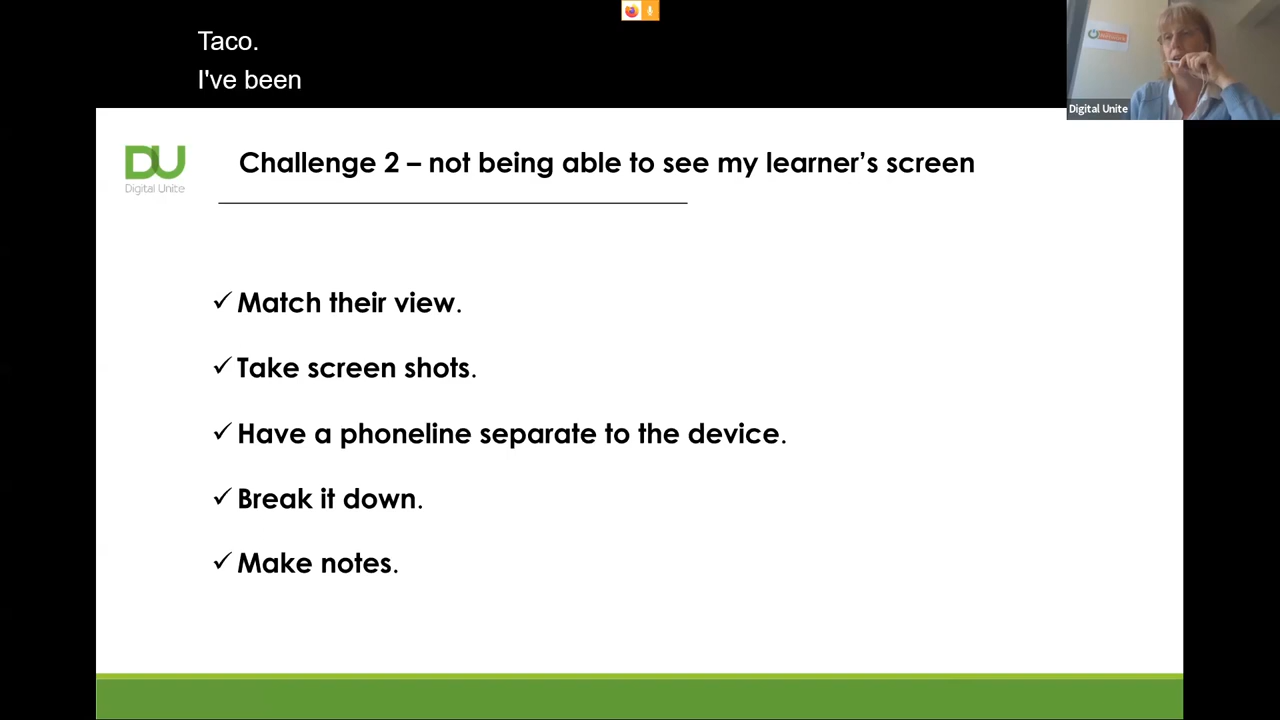 Taco.
I've been
Digital Unite
DU
Digital Unite
Challenge 2 – not being able to see my learner's screen
✓ Match their view.
✓ Take screen shots.
✓ Have a phoneline separate to the device.
✓ Break it down.
✓ Make notes.